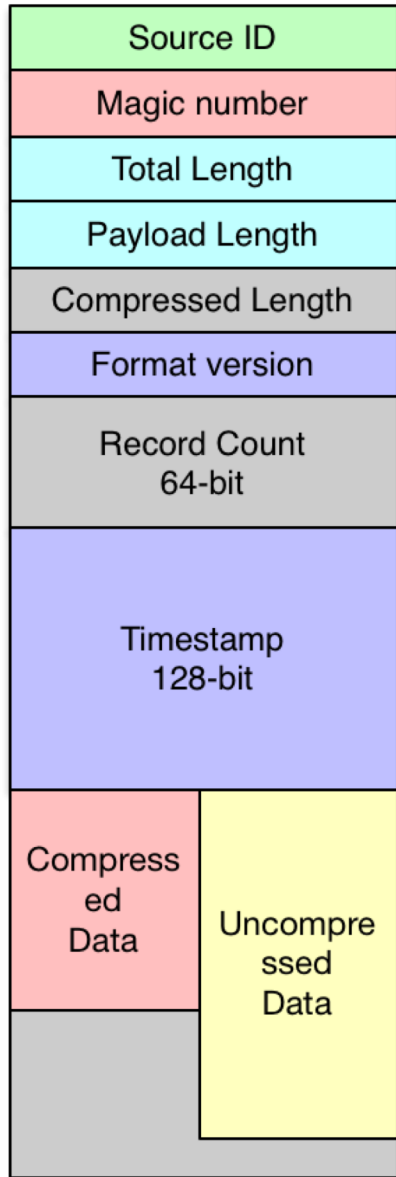 Source ID
Magic number
Total Length
Payload Length
Compressed Length
Format version
Record Count
64-bit
Timestamp
128-bit
Compress
ed
Data
Uncompre
ssed
Data